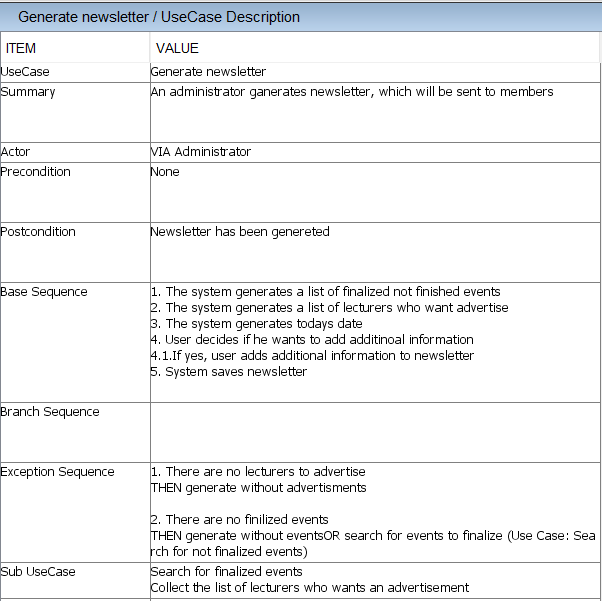 Generate newsletter / UseCase Description
ITEM VALUE
UseCase Generate newsletter
Summary An administrator ganerates newsletter, which will be sent to members
Actor VIA Administrator
Precondition None
Postcondition Newsletter has been genereted
Base Sequence 1. The system generates a list of finalized not finished events
2. The system generates a list of lecturers who want advertise
3. The system generates todays date
4. User decides if he wants to add additinoal information
4.1.If yes, user adds additional information to newsletter
5. System saves newsletter
Branch Sequence
Exception Sequence 1. There are no lecturers to advertise
THEN generate without advertisments
2. There are no finilized events
THEN generate without eventsOR search for events to finalize (Use Case: Sea
rch for not finalized events)
Sub UseCase Search for finalized events
Collect the list of lecturers who wants an advertisement